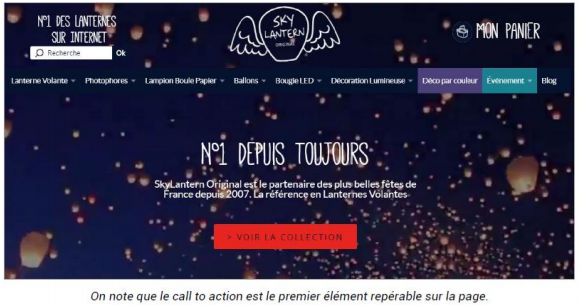 N°1 DES LANTERNES
SUR INTERNET
Recherche Ok
SKY
LANTERN
ORIGINAL
MON PANIER
Lanterne Volante Photophores Lampion Boule Papier Ballons Bougie LED Décoration Lumineuse Déco par couleur Événement Blog
N°1 DEPUIS TOUJOURS
SkyLantern Original est le partenaire des plus belles fêtes de
France depuis 2007. La référence en Lanternes Volantes
> VOIR LA COLLECTION
On note que le call to action est le premier élément repérable sur la page.